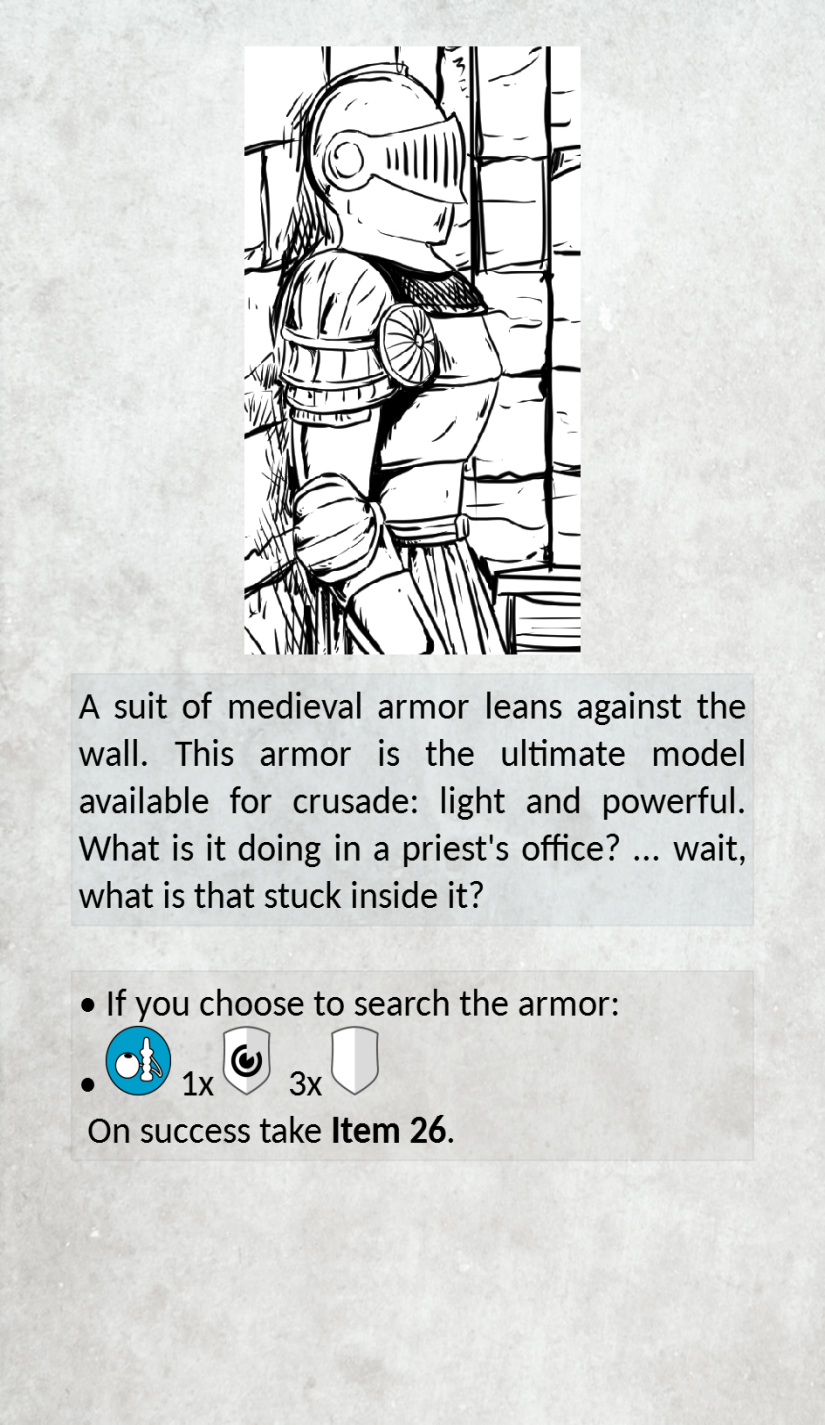 A suit of medieval armor leans against the
wall. This armor is the ultimate model
available for crusade: light and powerful.
What is it doing in a priest's office? ... wait,
what is that stuck inside it?
• If you choose to search the armor:
• 1x 3x
On success take Item 26.